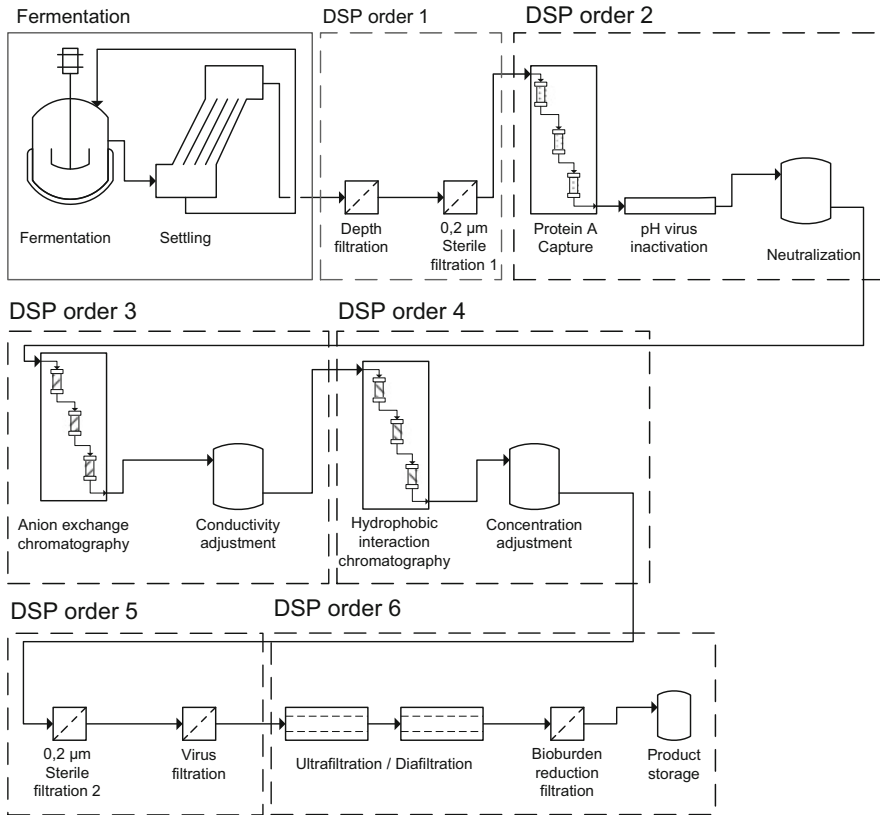 Fermentation
DSP order 1
DSP order 2
Fermentation
Settling
Depth
filtration
0,2 µm
Sterile
filtration 1
Protein A
Capture
pH virus
inactivation
Neutralization
DSP order 3
DSP order 4
Anion exchange
chromatography
Conductivity
adjustment
Hydrophobic
interaction
chromatography
Concentration
adjustment
DSP order 5
DSP order 6
0,2 µm
Sterile
filtration 2
Virus
filtration
Ultrafiltration / Diafiltration
Bioburden
reduction
filtration
Product
storage